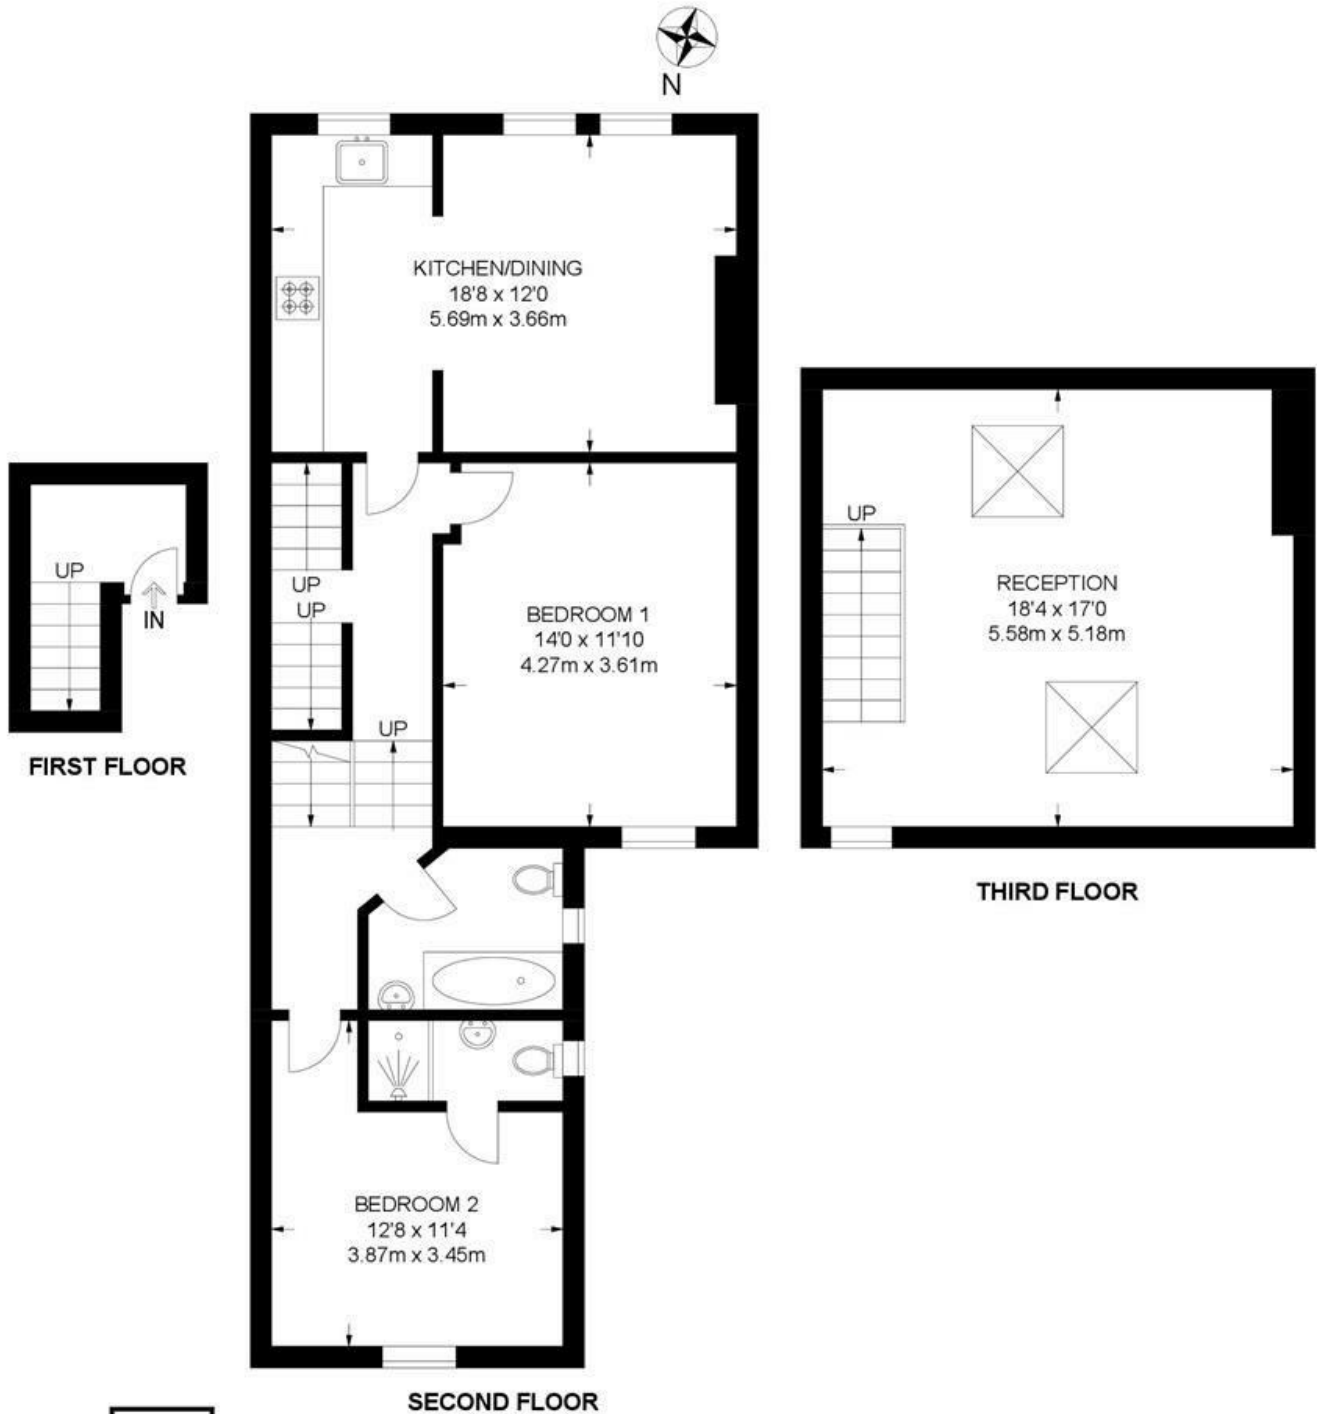 N
KITCHEN/DINING
18'8 x 12'0
5.69m x 3.66m
UP
IN
FIRST FLOOR
UP
UP
UP
BEDROOM 1
14'0 x 11'10
4.27m x 3.61m
UP
RECEPTION
18'4 x 17'0
5.58m x 5.18m
THIRD FLOOR
BEDROOM 2
12'8 x 11'4
3.87m x 3.45m
SECOND FLOOR